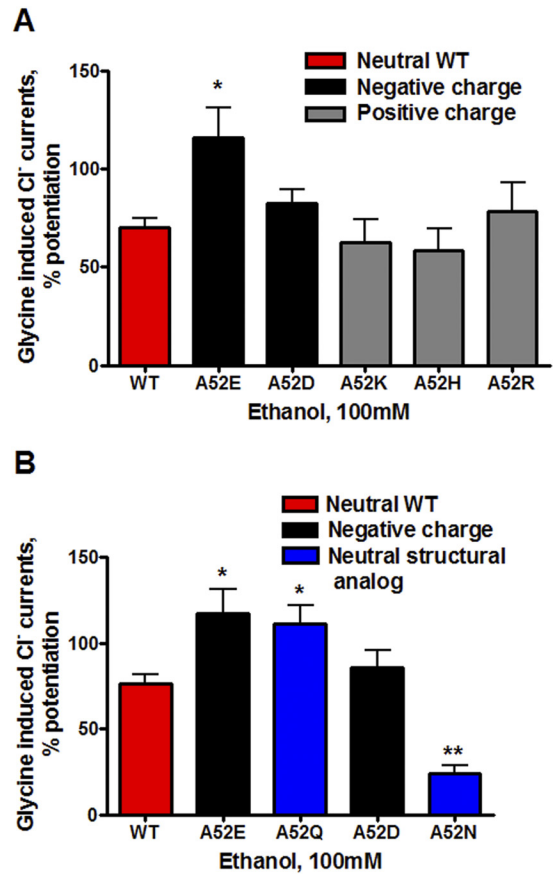 A
Neutral WT
Negative charge
Positive charge
Glycine induced Cl- currents,
% potentiation
150
*
100
50
0
WT A52E A52D A52K A52H A52R
Ethanol, 100mM
B
Neutral WT
Negative charge
Neutral structural
analog
Glycine induced Cl- currents,
% potentiation
150
* *
100
50
**
0
WT A52E A52Q A52D A52N
Ethanol, 100mM